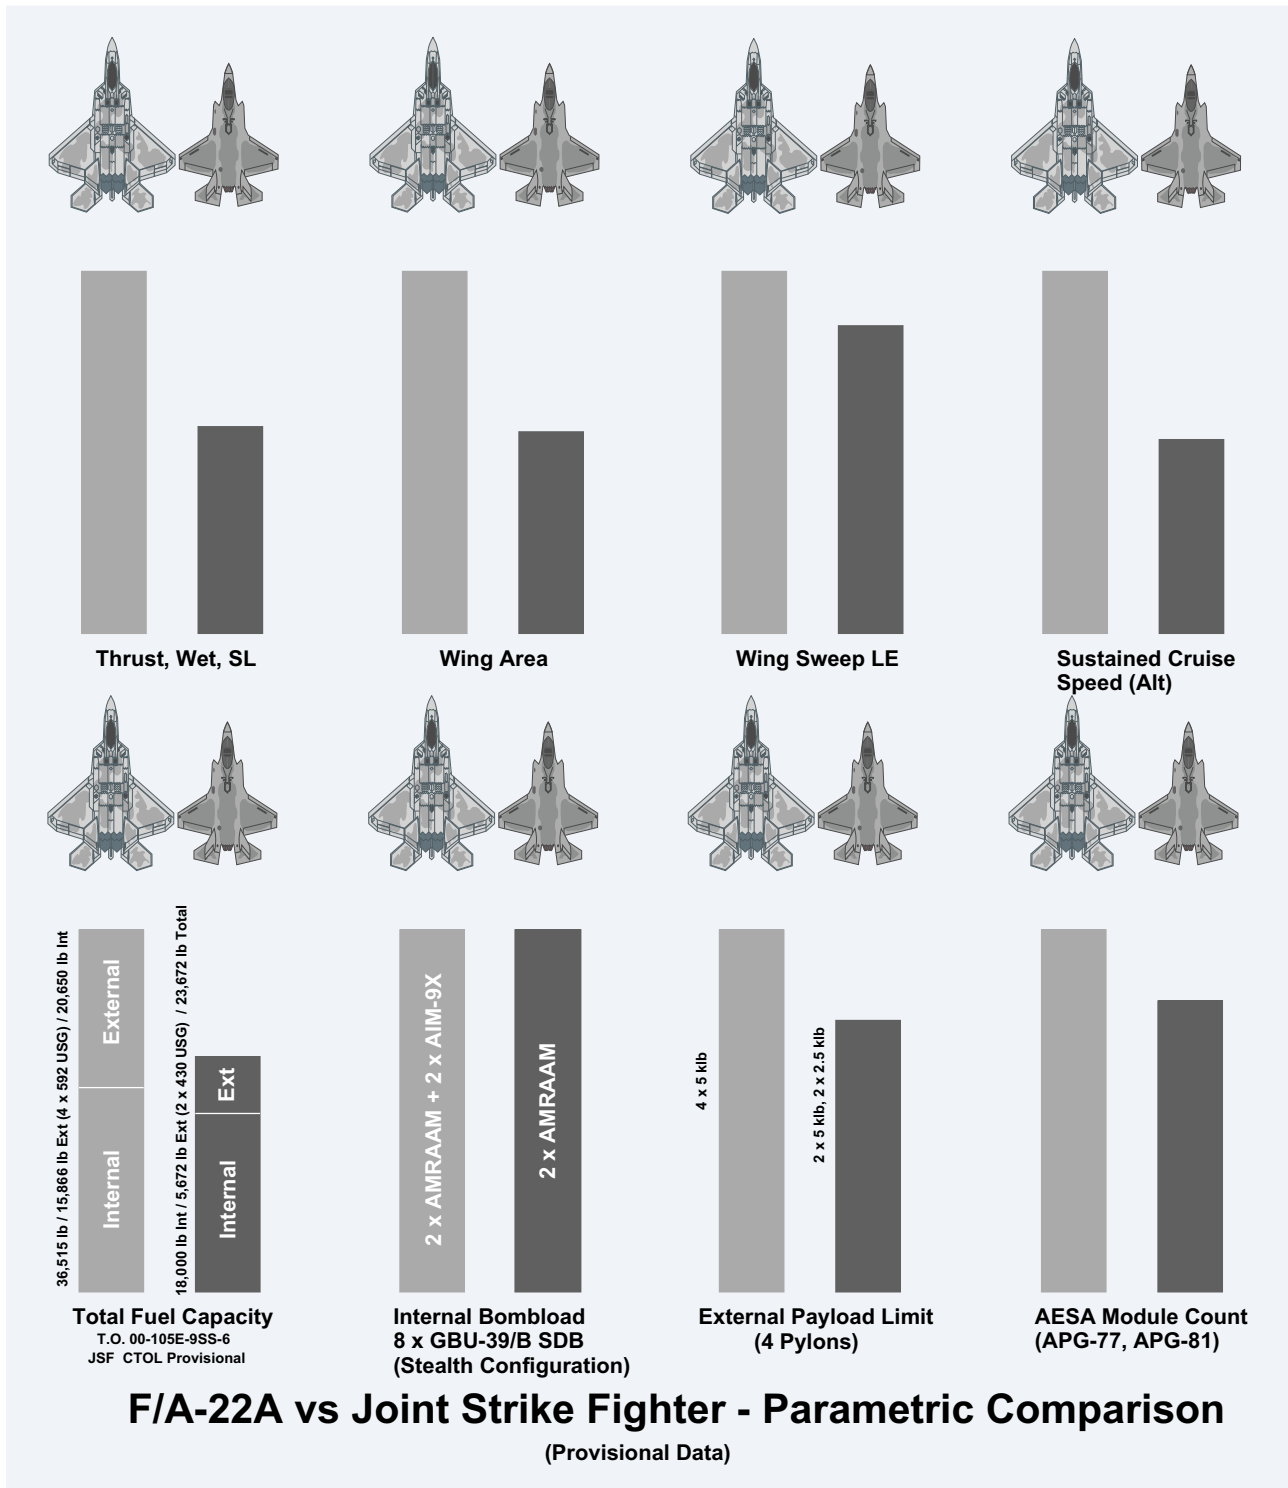 Thrust, Wet, SL
Wing Area
Wing Sweep LE
Sustained Cruise
Speed (Alt)
36,515 lb / 15,866 lb Ext (4 x 592 USG) / 20,650 lb Int
External
Internal
18,000 lb Int / 5,672 lb Ext (2 x 430 USG) / 23,672 lb Total
Ext
Internal
2 x AMRAAM + 2 x AIM-9X
2 x AMRAAM
4 x 5 klb
2 x 5 klb, 2 x 2.5 klb
Total Fuel Capacity
T.O. 00-105E-9SS-6
JSF CTOL Provisional
Internal Bombload
8 x GBU-39/B SDB
(Stealth Configuration)
External Payload Limit
(4 Pylons)
AESA Module Count
(APG-77, APG-81)
F/A-22A vs Joint Strike Fighter - Parametric Comparison
(Provisional Data)